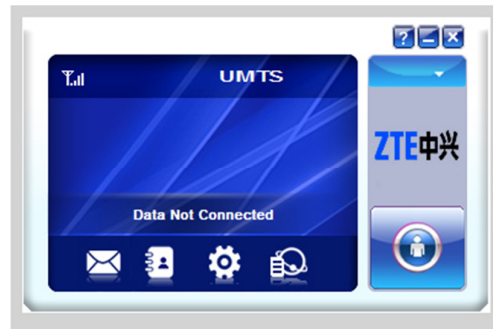 ?
UMTS
ZTE中兴
Data Not Connected